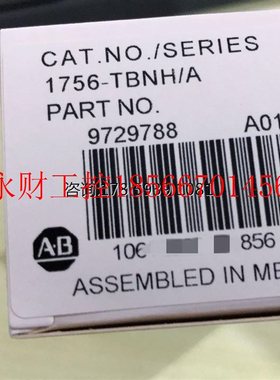 CAT.NO./SERIES
1756-TBNH/A
PART NO.
9729788 A01
永财工控18566701456
AB
856
ASSEMBLED IN ME